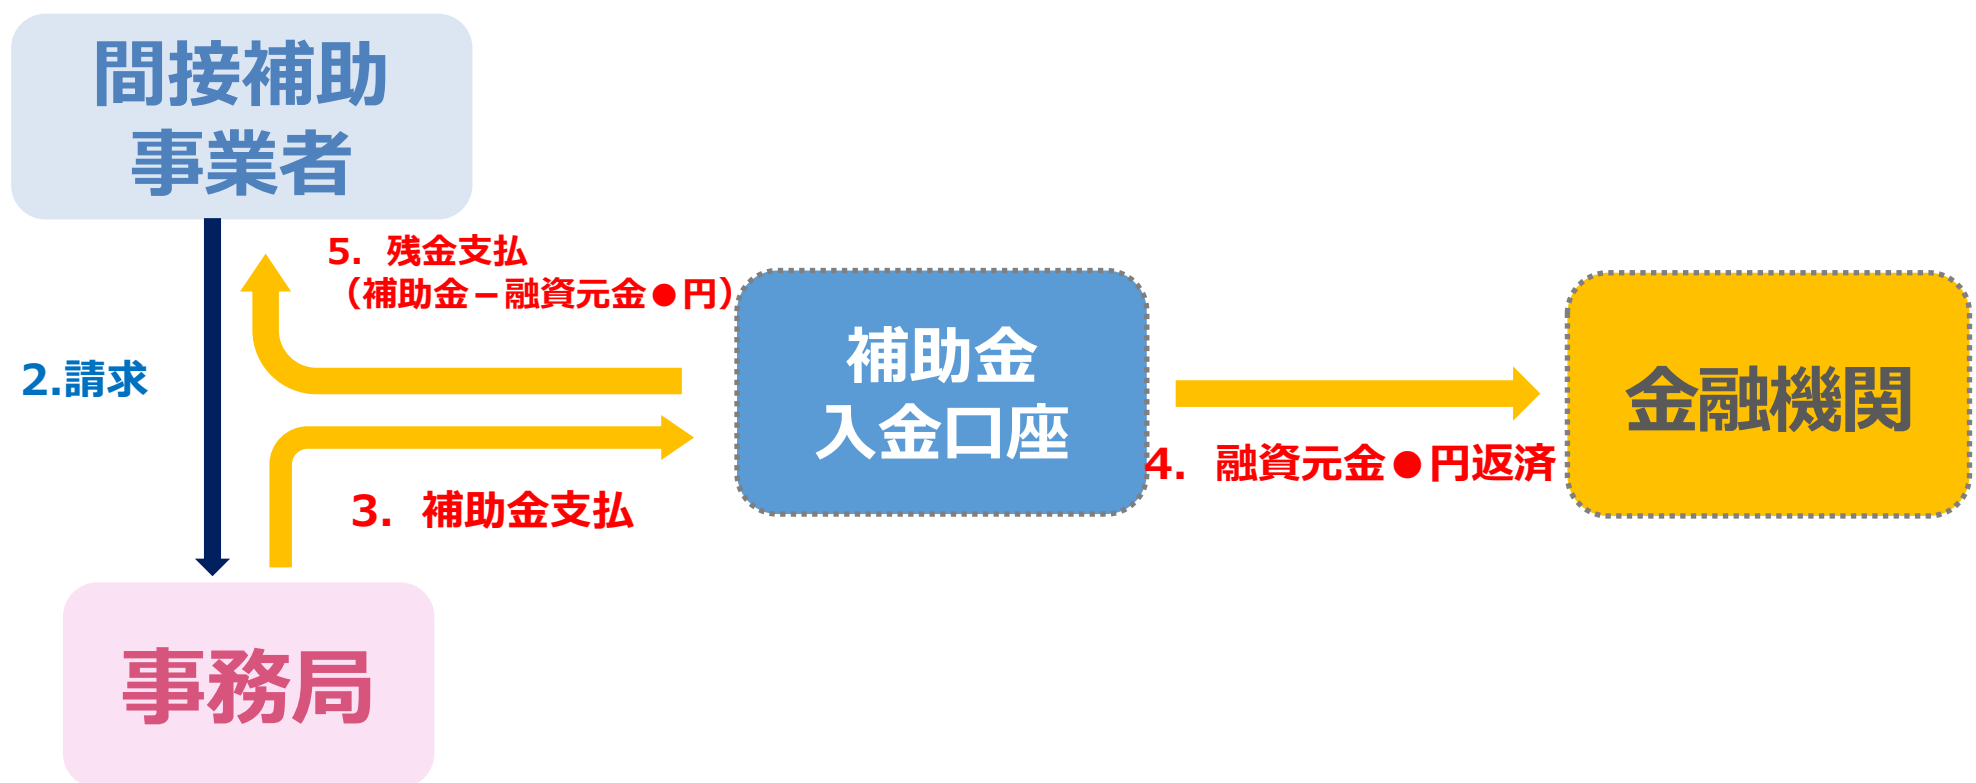 間接補助
事業者
5. 残金支払
（補助金－融資元金●円）
補助金
入金口座
金融機関
2.請求
4. 融資元金●円返済
3. 補助金支払
事務局